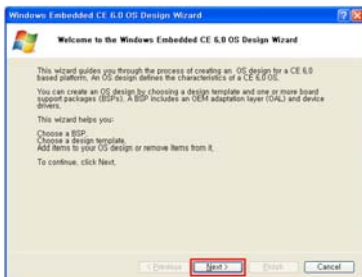 Windows Embedded CE 6.0 OS Design Wizard
Welcome to the Windows Embedded CE 6.0 OS Design Wizard
This wizard guides you through the process of creating an OS design for a CE 6.0
based platform. An OS design defines the characteristics of a CE 6.0 OS.
You can create an OS design by choosing a design template and one or more board
support packages (BSPs). A BSP includes an OEM adaptation layer (OAL) and device
drivers.
This wizard helps you:
Choose a BSP.
Choose a design template.
Add items to your OS design or remove items from it.
To continue, click Next.
< Previous Next > Finish Cancel